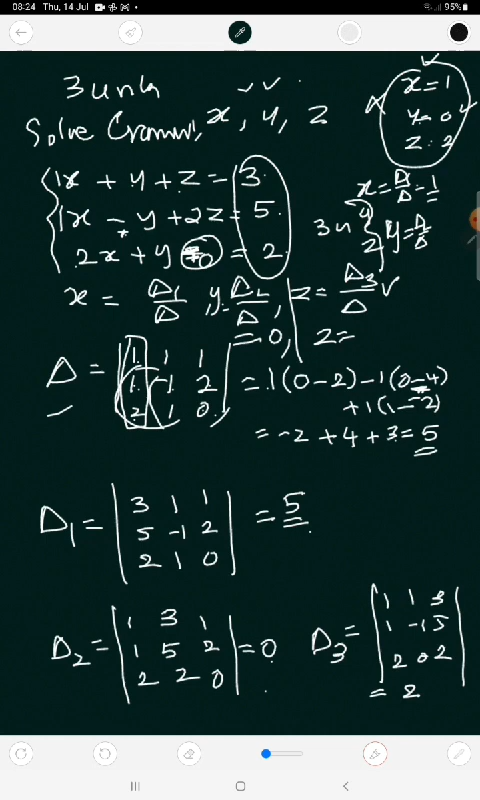 08:24 Thu, 14 Jul 95%
3 unk
Solve Cramer, x, y, z
x = 1
y = 0
z = 2
1x + y + z = 3
1x - y + 2z = 5
2x + y = 2
x = Δ1/Δ, y = Δ2/Δ, z = Δ3/Δ
= 0, z =
Δ = | 1 1 1 |
| 1 -1 2 | = 1(0-2) - 1(0-4)
| 2 1 0 | + 1(1--2)
= -2 + 4 + 3 = 5
Δ1 = | 3 1 1 |
| 5 -1 2 | = 5
| 2 1 0 |
Δ2 = | 1 3 1 |
| 1 5 2 | = 0
| 2 2 0 |
Δ3 = | 1 1 3 |
| 1 -1 5 |
| 2 0 2 |
= 2